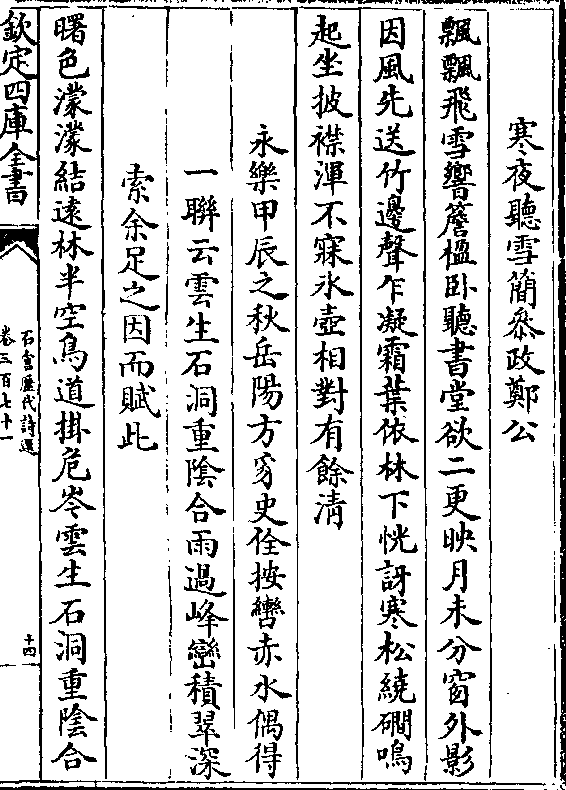 寒夜聽雪簡叅政鄭公
飄飄飛雪響簷楹卧聽書堂欲二更映月未分窗外影
因風先送竹邊聲乍凝霜葉依林下恍訝寒松繞磵鳴
起坐披襟渾不寐氷壺相對有餘清
永樂甲辰之秋岳陽方豸史佺按轡赤水偶得
一聯云雲生石洞重隂合雨過峰巒積翠深
索余足之因而賦此
曙色濛濛結遠林半空鳥道掛危岑雲生石洞重隂合
欽定四庫全書
石倉歷代詩選
卷三百七十一
十四